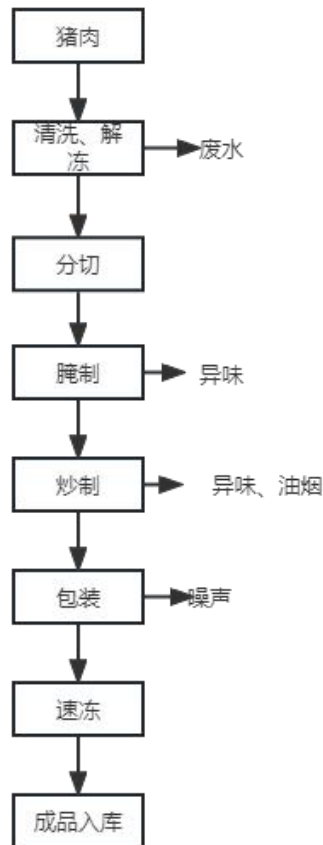 猪肉
清洗、解
冻
废水
分切
腌制
异味
炒制
异味、油烟
包装
噪声
速冻
成品入库